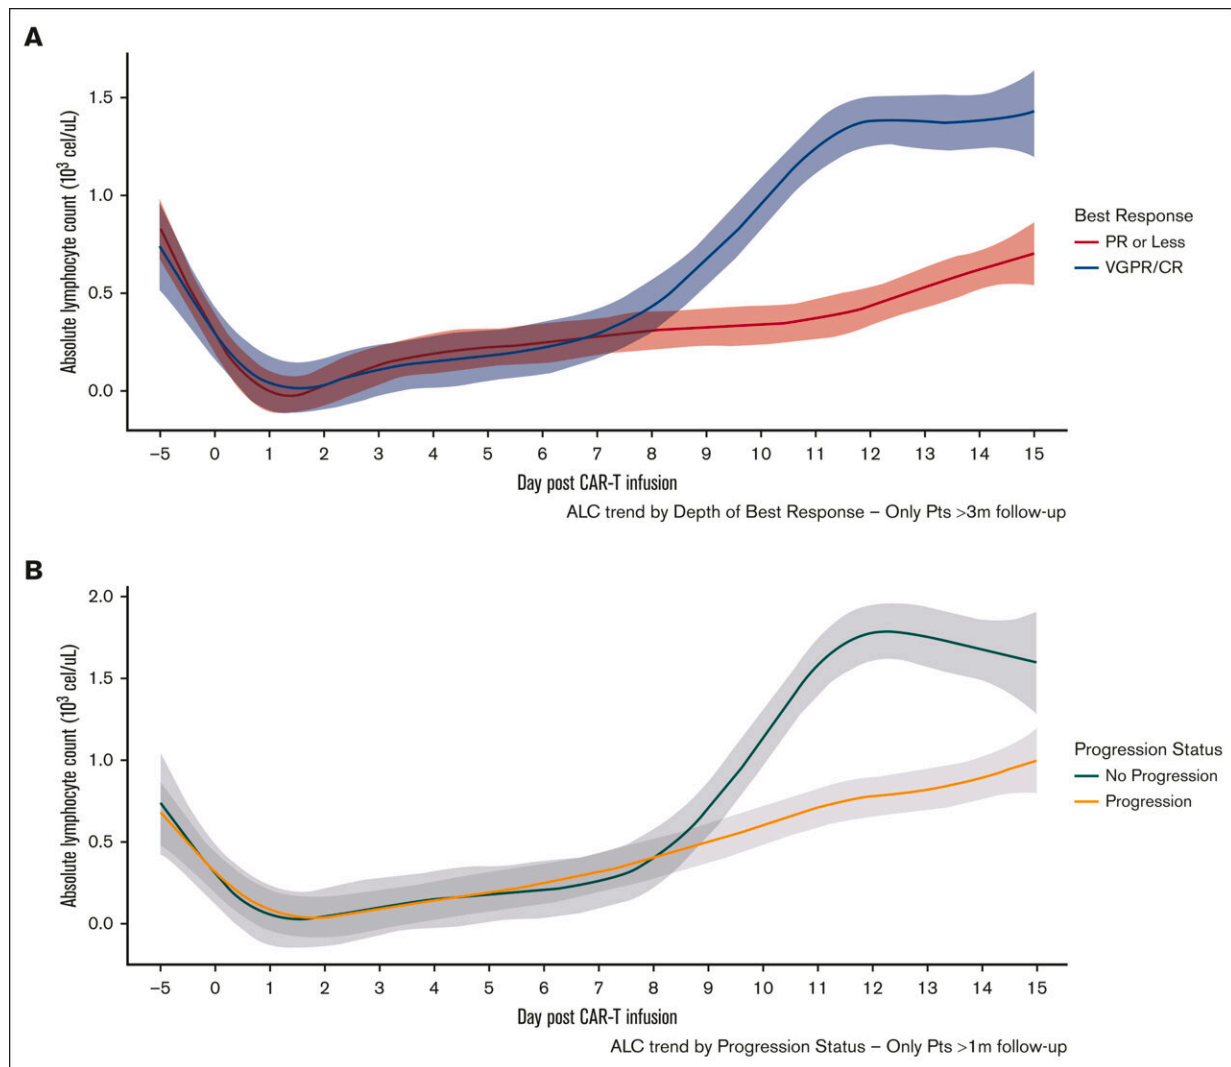 A
Absolute lymphocyte count (10³ cel/uL)
1.5
1.0
0.5
0.0
–5 0 1 2 3 4 5 6 7 8 9 10 11 12 13 14 15
Day post CAR-T infusion
ALC trend by Depth of Best Response – Only Pts >3m follow-up
Best Response
PR or Less
VGPR/CR
B
Absolute lymphocyte count (10³ cel/uL)
2.0
1.5
1.0
0.5
0.0
–5 0 1 2 3 4 5 6 7 8 9 10 11 12 13 14 15
Day post CAR-T infusion
ALC trend by Progression Status – Only Pts >1m follow-up
Progression Status
No Progression
Progression